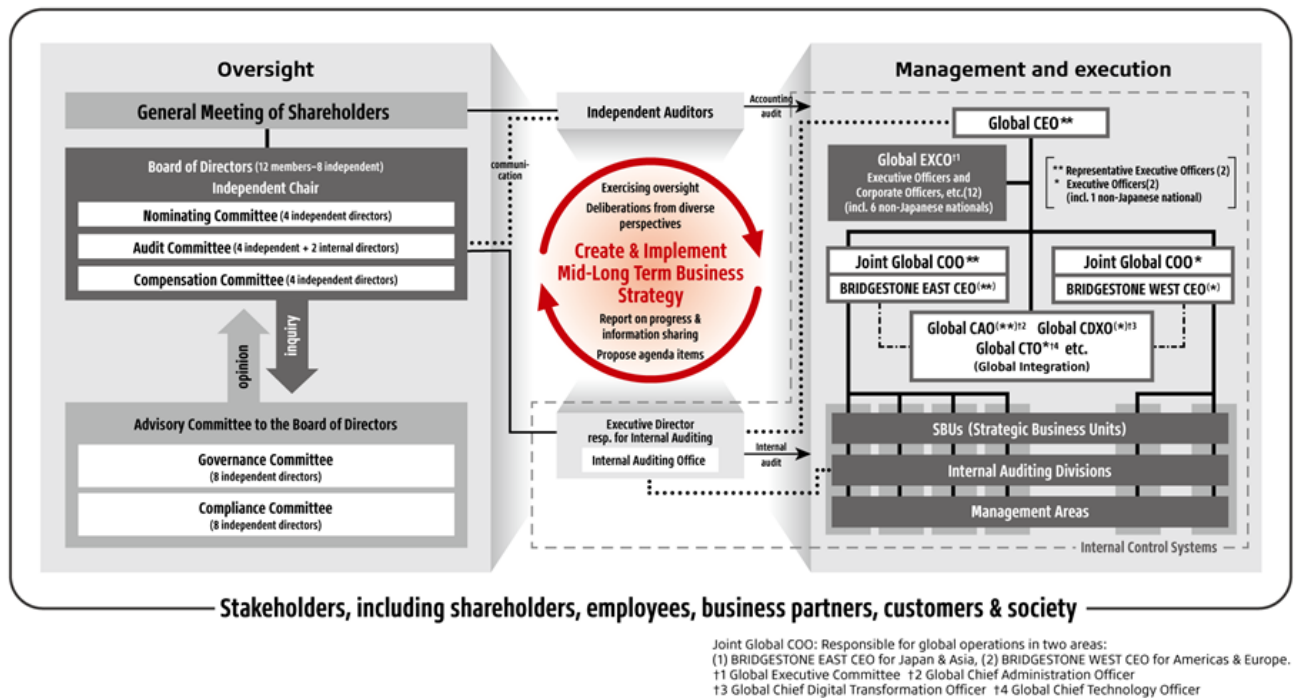 Oversight
General Meeting of Shareholders
Board of Directors (12 members–8 independent)
Independent Chair
Nominating Committee (4 independent directors)
Audit Committee (4 independent + 2 internal directors)
Compensation Committee (4 independent directors)
opinion
inquiry
Advisory Committee to the Board of Directors
Governance Committee
(8 independent directors)
Compliance Committee
(8 independent directors)
communi-
cation
Independent Auditors
Accounting
audit
Exercising oversight
Deliberations from diverse
perspectives
Create & Implement
Mid-Long Term Business
Strategy
Report on progress &
information sharing
Propose agenda items
Executive Director
resp. for Internal Auditing
Internal Auditing Office
Internal
audit
Management and execution
Global CEO**
Global EXCO†1
Executive Officers and
Corporate Officers, etc.(12)
(incl. 6 non-Japanese nationals)
** Representative Executive Officers (2)
* Executive Officers(2)
(incl. 1 non-Japanese national)
Joint Global COO**
BRIDGESTONE EAST CEO(**)
Joint Global COO*
BRIDGESTONE WEST CEO(*)
Global CAO(**)†2 Global CDXO(*)†3
Global CTO*†4 etc.
(Global Integration)
SBUs (Strategic Business Units)
Internal Auditing Divisions
Management Areas
Internal Control Systems
Stakeholders, including shareholders, employees, business partners, customers & society
Joint Global COO: Responsible for global operations in two areas:
(1) BRIDGESTONE EAST CEO for Japan & Asia, (2) BRIDGESTONE WEST CEO for Americas & Europe.
†1 Global Executive Committee †2 Global Chief Administration Officer
†3 Global Chief Digital Transformation Officer †4 Global Chief Technology Officer